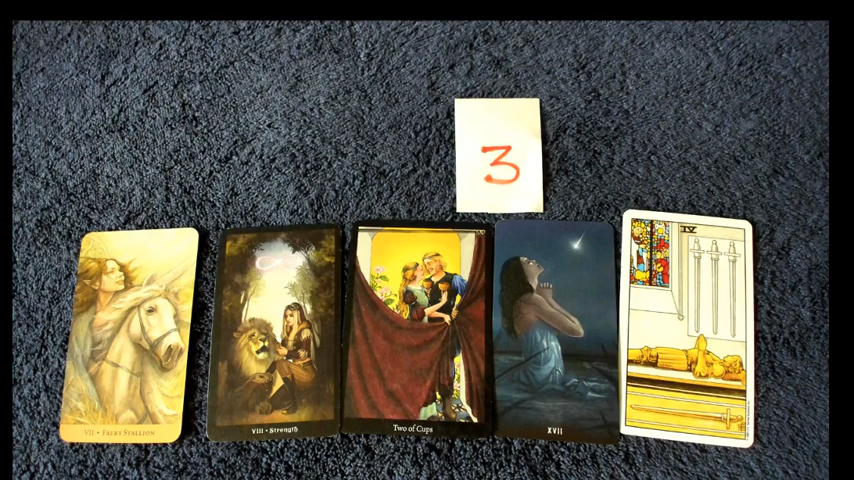 3
VII • Faery Stallion
VIII • Strength
Two of Cups
XVII
IV